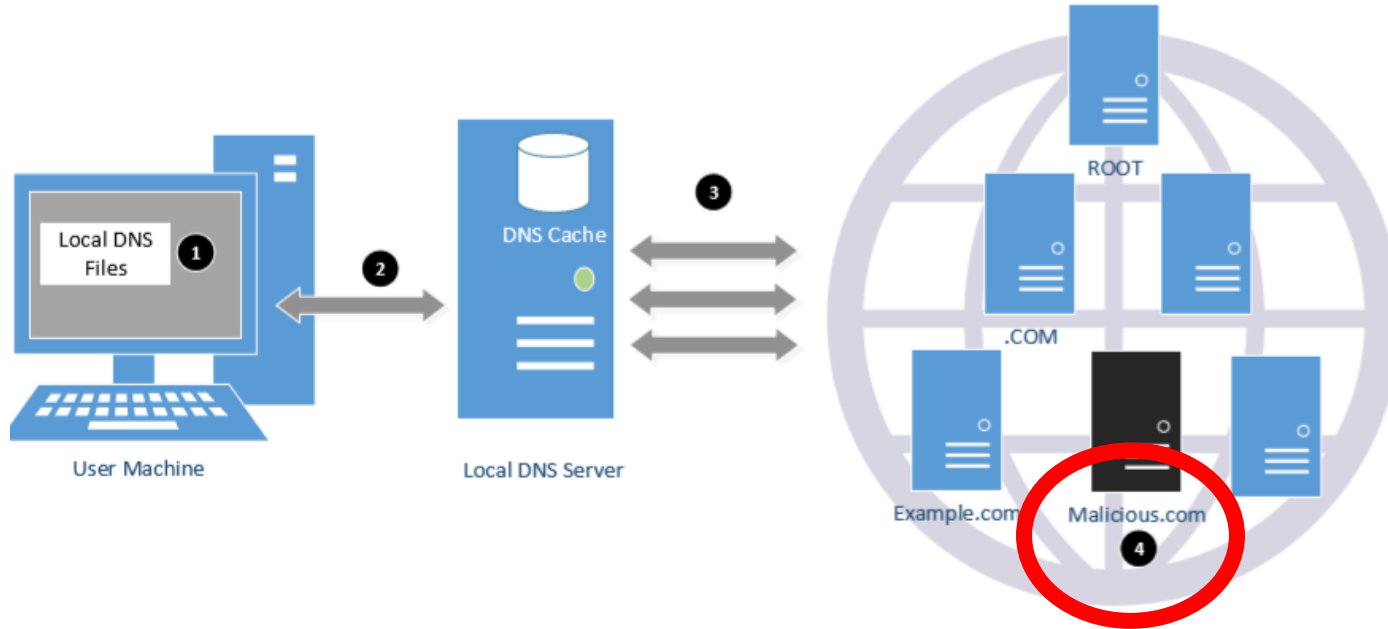 ROOT
Local DNS
Files
1
2
DNS Cache
3
.COM
User Machine
Local DNS Server
Example.com
Malicious.com
4